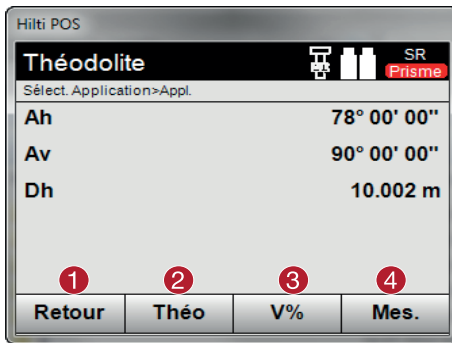 Hilti POS
Théodolite
SR
Prisme
Sélect. Application>Appl.
Ah 78° 00' 00"
Av 90° 00' 00"
Dh 10.002 m
1 2 3 4
Retour Théo V% Mes.